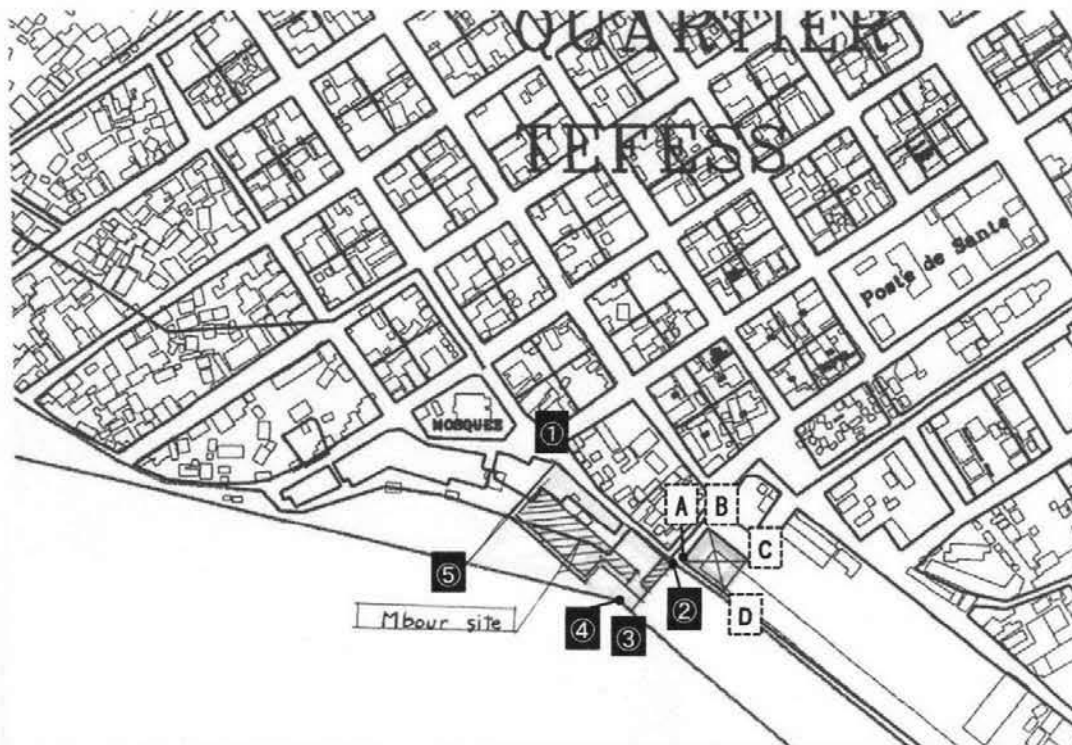 QUARTIER
TEFESS
Poste de Sante
MOSQUEE
①
A
B
C
⑤
②
Mbour site
④
③
D